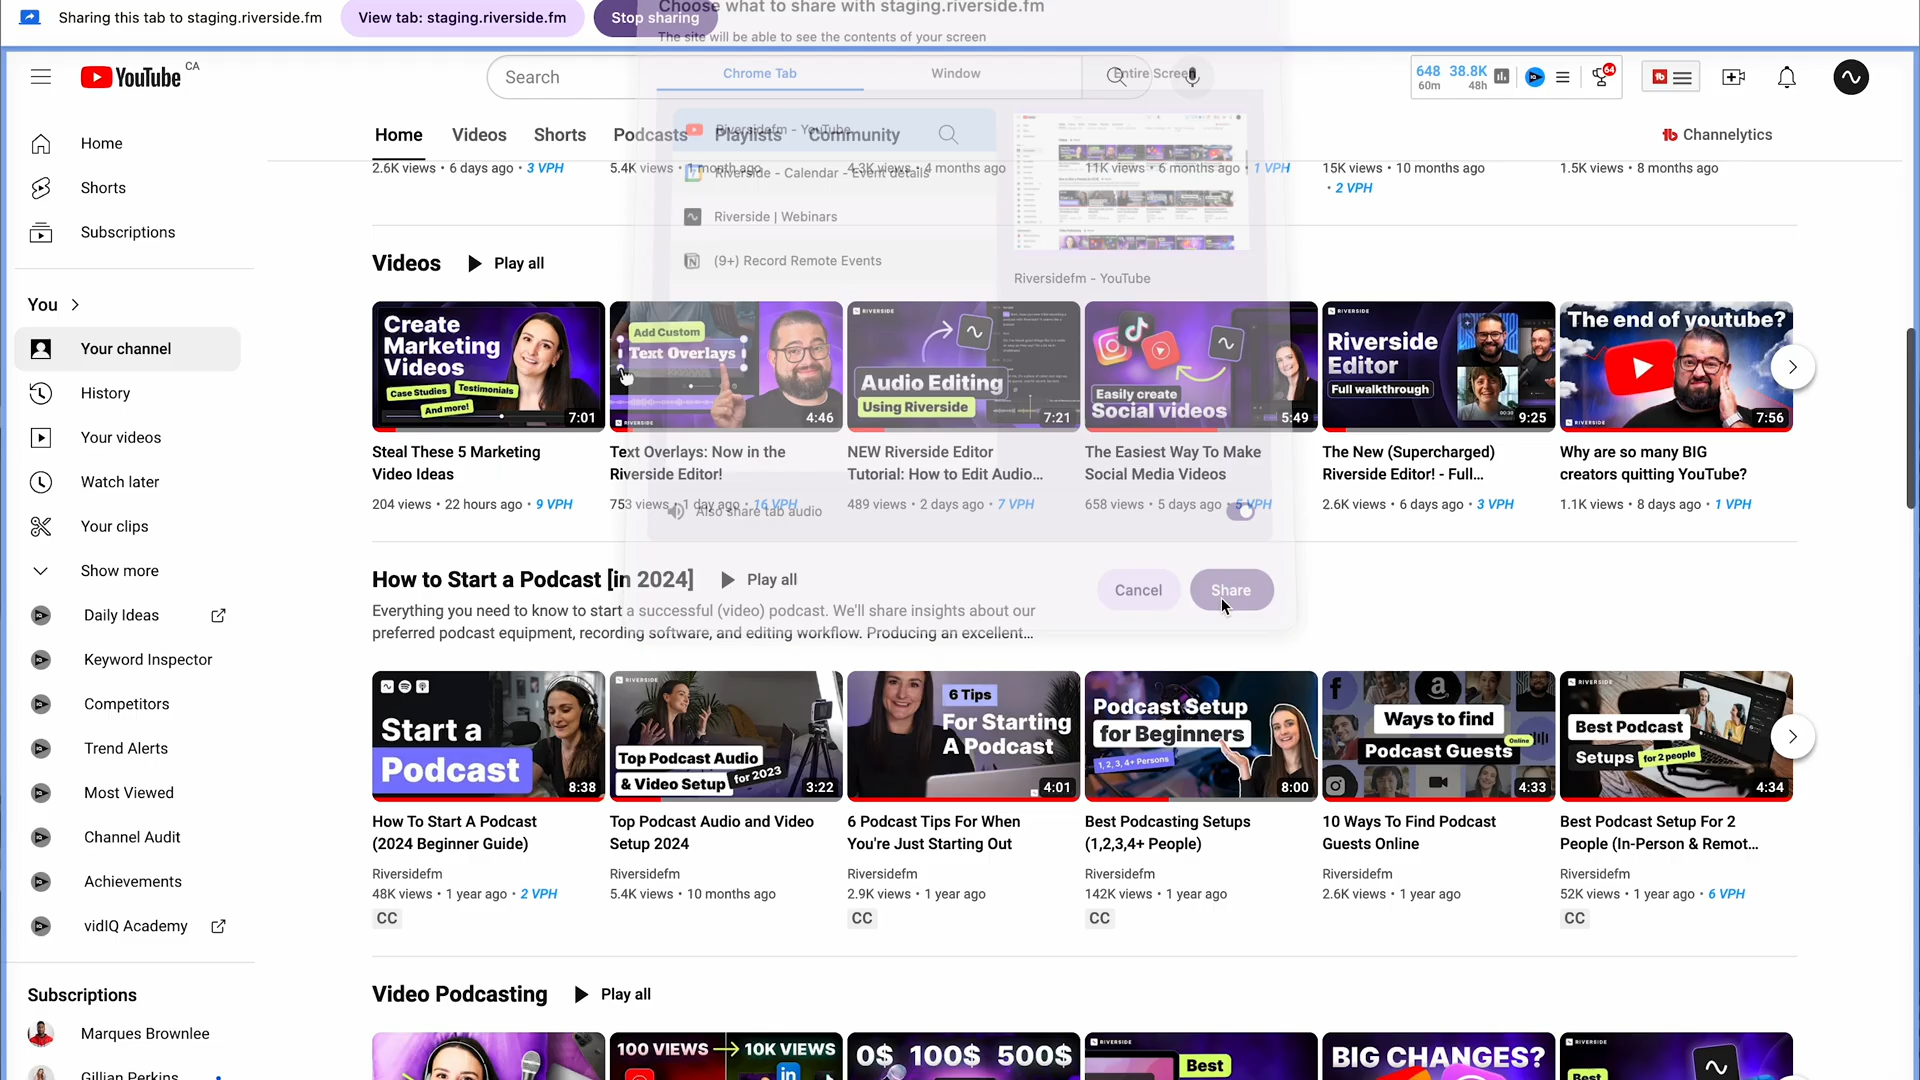 Sharing this tab to staging.riverside.fm
View tab: staging.riverside.fm
Stop sharing
Choose what to share with staging.riverside.fm
The site will be able to see the contents of your screen
YouTube CA
Search
Chrome Tab
Window
Entire Screen
648 38.8K
60m 48h
64
Home
Videos
Shorts
Podcasts
Playlists
Community
Channelytics
Riversidefm - YouTube
2.6K views • 6 days ago • 3 VPH
5.4K views • 1 month ago
4.3K views • 4 months ago
11K views • 6 months ago • 1 VPH
15K views • 10 months ago
• 2 VPH
1.5K views • 8 months ago
Riverside - Calendar - Event details
Riverside | Webinars
(9+) Record Remote Events
Riversidefm - YouTube
Home
Shorts
Subscriptions
You
Your channel
History
Your videos
Watch later
Your clips
Show more
Daily Ideas
Keyword Inspector
Competitors
Trend Alerts
Most Viewed
Channel Audit
Achievements
vidIQ Academy
Subscriptions
Marques Brownlee
Gillian Perkins
Videos
Play all
Create
Marketing
Videos
Case Studies
Testimonials
And more!
7:01
Add Custom
Text Overlays
RIVERSIDE
4:46
RIVERSIDE
Audio Editing
Using Riverside
7:21
Easily create
Social videos
5:49
RIVERSIDE
Riverside
Editor
Full walkthrough
9:25
The end of youtube?
7:56
Steal These 5 Marketing
Video Ideas
204 views • 22 hours ago • 9 VPH
Text Overlays: Now in the
Riverside Editor!
753 views • 1 day ago • 16 VPH
NEW Riverside Editor
Tutorial: How to Edit Audio...
489 views • 2 days ago • 7 VPH
The Easiest Way To Make
Social Media Videos
658 views • 5 days ago • 5 VPH
The New (Supercharged)
Riverside Editor! - Full...
2.6K views • 6 days ago • 3 VPH
Why are so many BIG
creators quitting YouTube?
1.1K views • 8 days ago • 1 VPH
Also share tab audio
Cancel
Share
How to Start a Podcast [in 2024]
Play all
Everything you need to know to start a successful (video) podcast. We'll share insights about our
preferred podcast equipment, recording software, and editing workflow. Producing an excellent...
Start a
Podcast
8:38
RIVERSIDE
Top Podcast Audio
& Video Setup
for 2023
3:22
6 Tips
For Starting
A Podcast
4:01
RIVERSIDE
Podcast Setup
for Beginners
1, 2, 3, 4+ Persons
8:00
Ways to find
Online
Podcast Guests
4:33
RIVERSIDE
Best Podcast
Setups
for 2 people
4:34
How To Start A Podcast
(2024 Beginner Guide)
Riversidefm
48K views • 1 year ago • 2 VPH
CC
Top Podcast Audio and Video
Setup 2024
Riversidefm
5.4K views • 10 months ago
6 Podcast Tips For When
You're Just Starting Out
Riversidefm
2.9K views • 1 year ago
CC
Best Podcasting Setups
(1,2,3,4+ People)
Riversidefm
142K views • 1 year ago
CC
10 Ways To Find Podcast
Guests Online
Riversidefm
2.6K views • 1 year ago
Best Podcast Setup For 2
People (In-Person & Remot...
Riversidefm
52K views • 1 year ago • 6 VPH
CC
Video Podcasting
Play all
100 VIEWS
10K VIEWS
0$ 100$ 500$
RIVERSIDE
Best
BIG CHANGES?
RIVERSIDE
Best